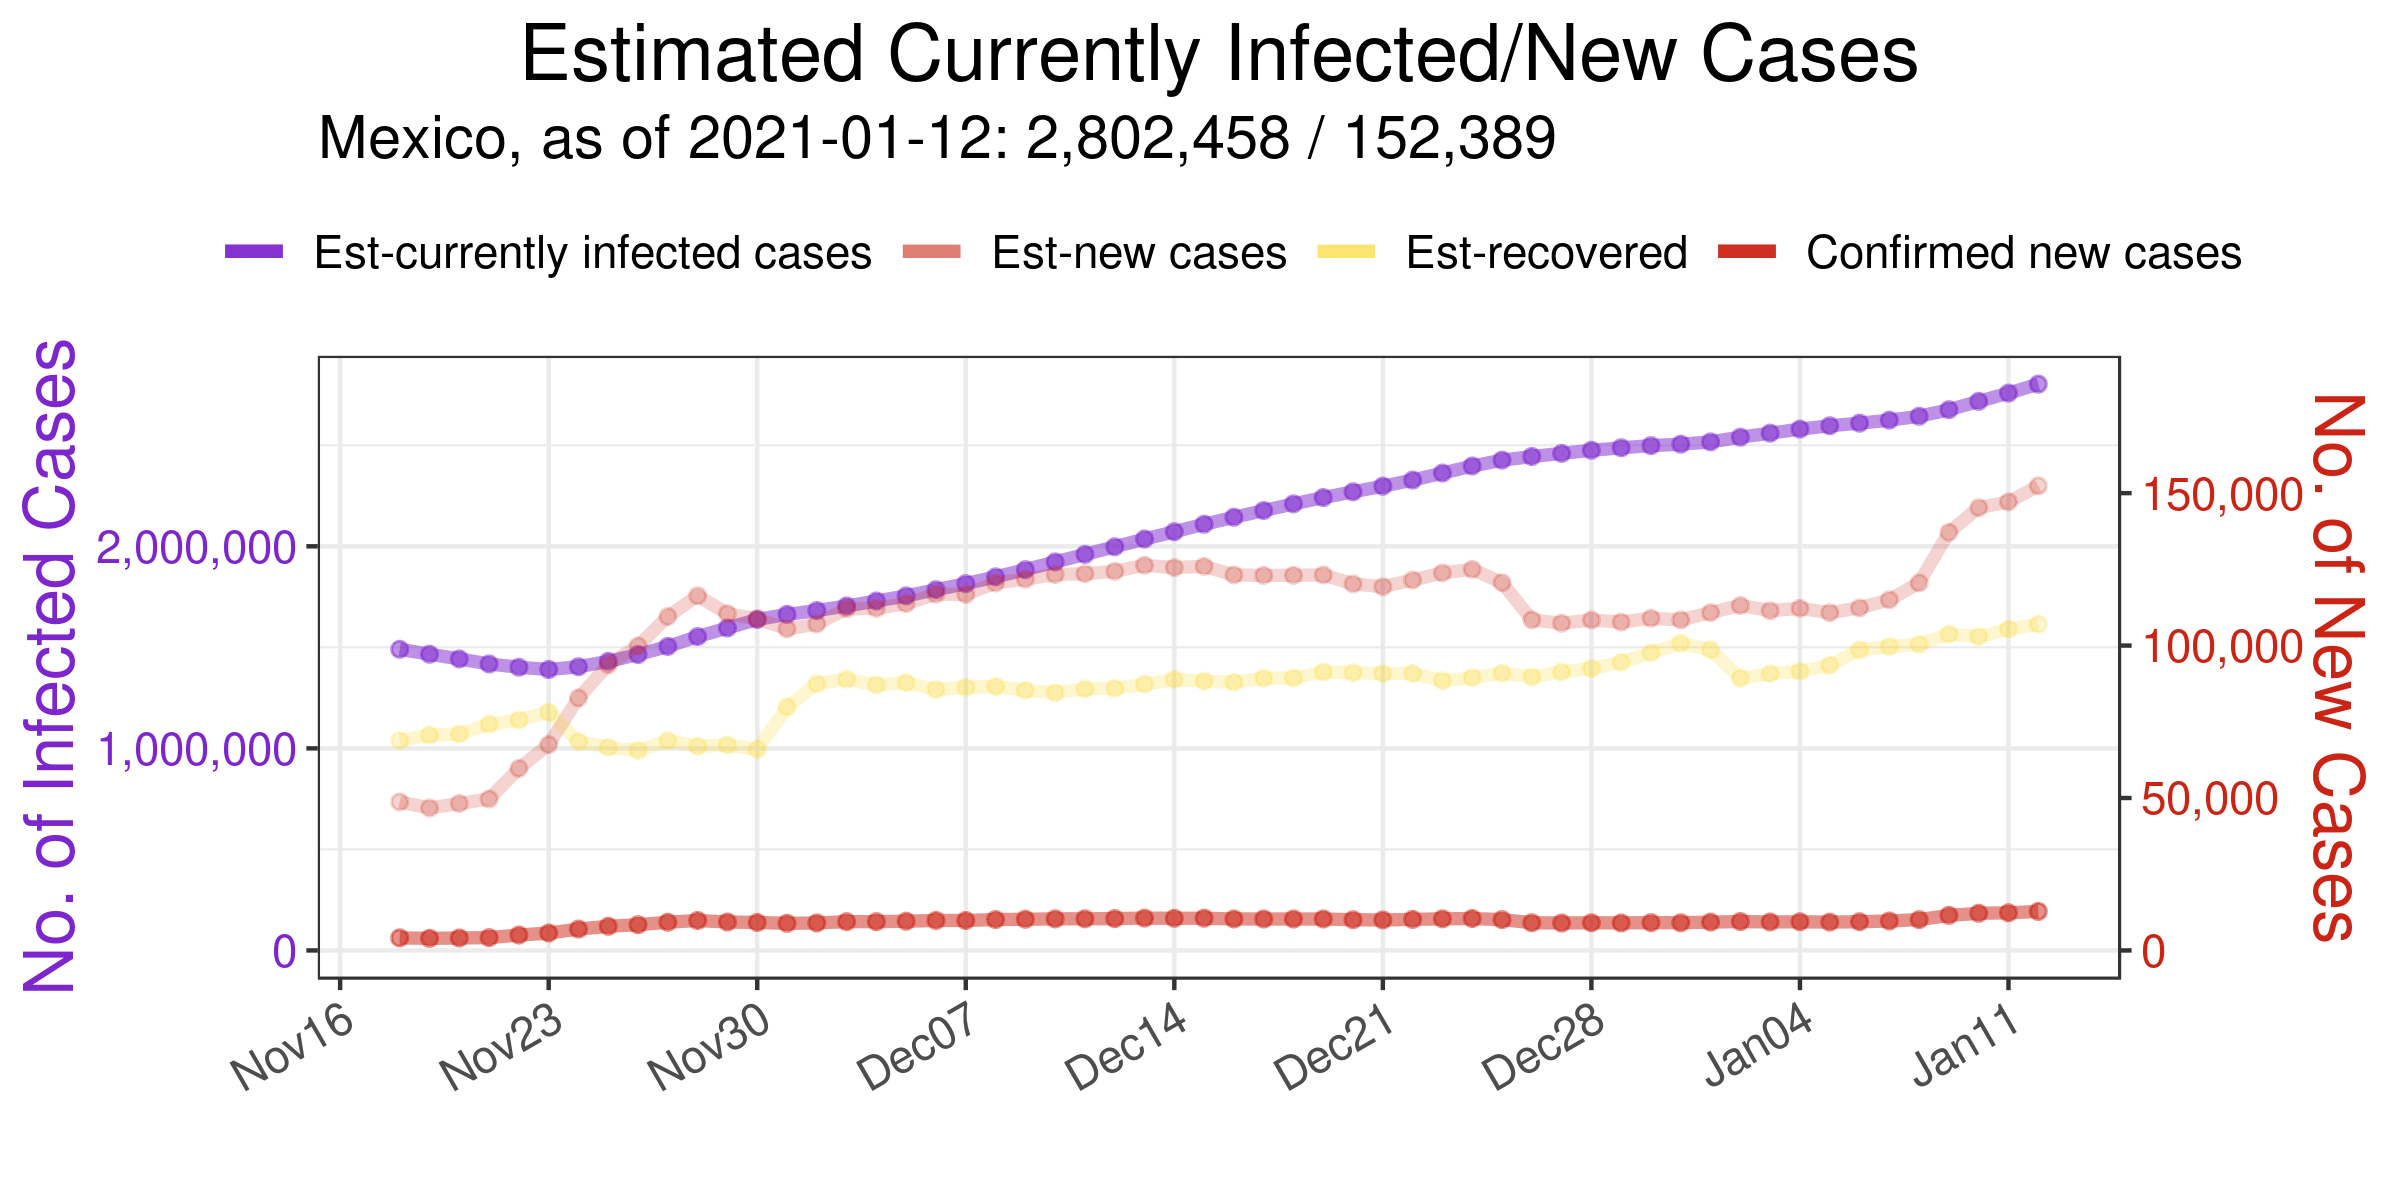 Estimated Currently Infected/New Cases
Mexico, as of 2021-01-12: 2,802,458 / 152,389
Est-currently infected cases Est-new cases Est-recovered Confirmed new cases
No. of Infected Cases
2,000,000
1,000,000
0
150,000
100,000
50,000
0
No. of New Cases
Nov16 Nov23 Nov30 Dec07 Dec14 Dec21 Dec28 Jan04 Jan11